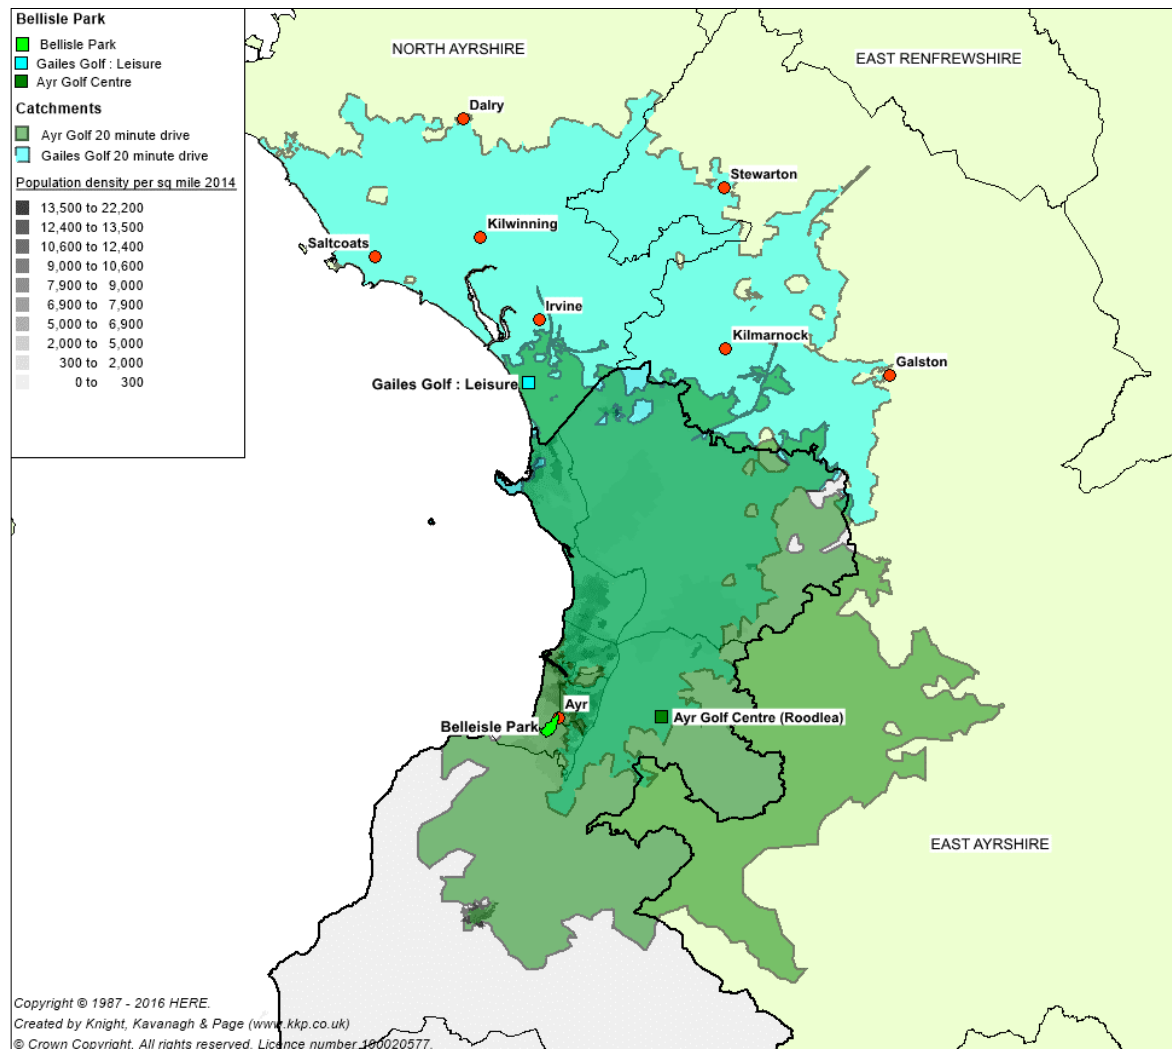 Bellisle Park
Bellisle Park
Gailes Golf : Leisure
Ayr Golf Centre
Catchments
Ayr Golf 20 minute drive
Gailes Golf 20 minute drive
Population density per sq mile 2014
13,500 to 22,200
12,400 to 13,500
10,600 to 12,400
9,000 to 10,600
7,900 to 9,000
6,900 to 7,900
5,000 to 6,900
2,000 to 5,000
300 to 2,000
0 to 300
NORTH AYRSHIRE
EAST RENFREWSHIRE
Dalry
Stewarton
Kilwinning
Saltcoats
Irvine
Kilmarnock
Galston
Gailes Golf : Leisure
Ayr
Belleisle Park
Ayr Golf Centre (Roodlea)
EAST AYRSHIRE
Copyright © 1987 - 2016 HERE.
Created by Knight, Kavanagh & Page (www.kkp.co.uk)
© Crown Copyright. All rights reserved. Licence number 100020577.